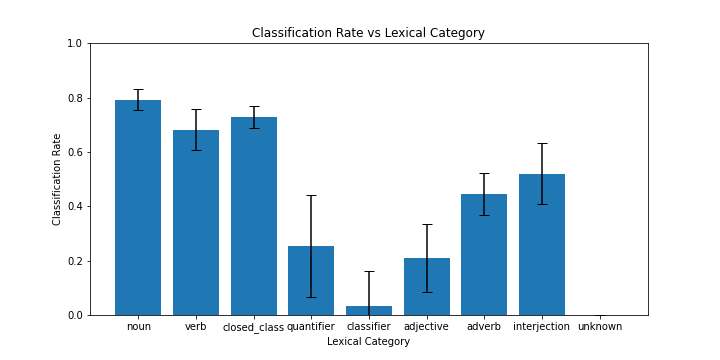 Classification Rate vs Lexical Category
1.0
0.8
0.6
0.4
0.2
0.0
Classification Rate
noun verb closed_class quantifier classifier adjective adverb interjection unknown
Lexical Category